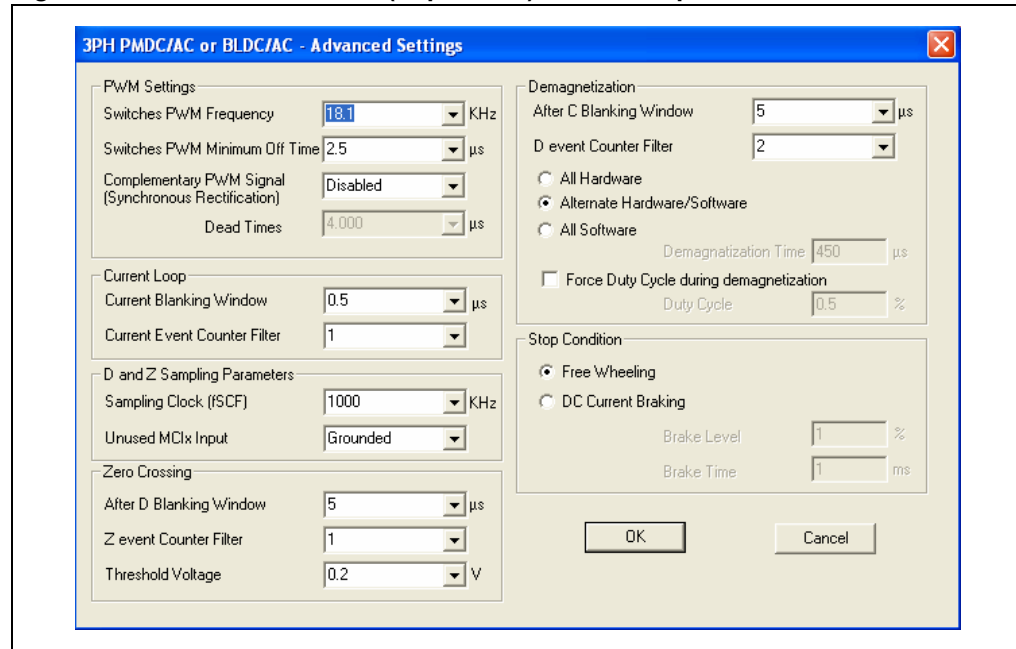 3PH PMDC/AC or BLDC/AC - Advanced Settings
PWM Settings
Switches PWM Frequency 18.1 KHz
Switches PWM Minimum Off Time 2.5 µs
Complementary PWM Signal
(Synchronous Rectification) Disabled
Dead Times 4.000 µs
Current Loop
Current Blanking Window 0.5 µs
Current Event Counter Filter 1
D and Z Sampling Parameters
Sampling Clock (fSCF) 1000 KHz
Unused MCIx Input Grounded
Zero Crossing
After D Blanking Window 5 µs
Z event Counter Filter 1
Threshold Voltage 0.2 V
Demagnetization
After C Blanking Window 5 µs
D event Counter Filter 2
All Hardware
Alternate Hardware/Software
All Software
Demagnatization Time 450 µs
Force Duty Cycle during demagnetization
Duty Cycle 0.5 %
Stop Condition
Free Wheeling
DC Current Braking
Brake Level 1 %
Brake Time 1 ms
OK Cancel